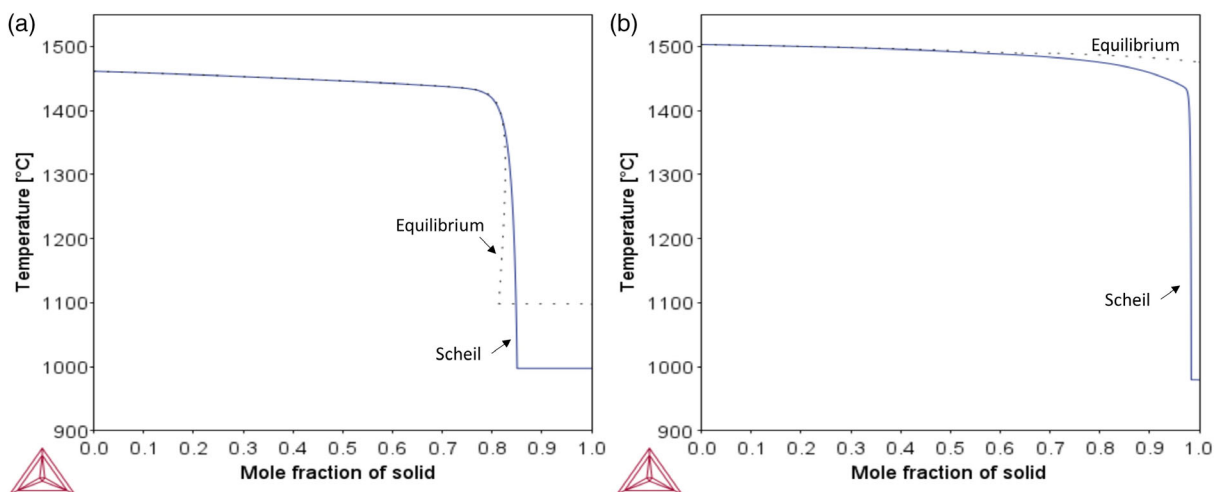 (a)
1500
1400
1300
1200
1100
1000
900
Temperature [°C]
Equilibrium
Scheil
0.0 0.1 0.2 0.3 0.4 0.5 0.6 0.7 0.8 0.9 1.0
Mole fraction of solid
(b)
1500
1400
1300
1200
1100
1000
900
Temperature [°C]
Equilibrium
Scheil
0.0 0.1 0.2 0.3 0.4 0.5 0.6 0.7 0.8 0.9 1.0
Mole fraction of solid